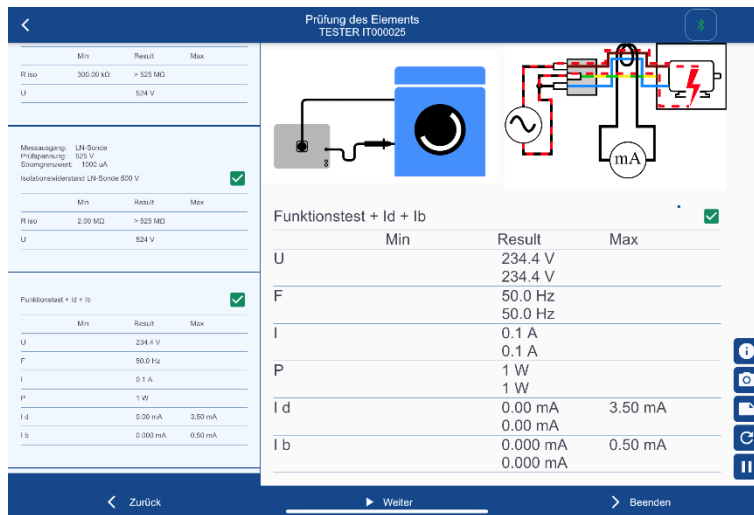 Prüfung des Elements
TESTER IT000025
Min Result Max
R iso 300.00 kΩ > 525 MΩ
U 524 V
Messausgang: LN-Sonde
Prüfspannung: 525 V
Stromgrenzwert: 1000 uA
Isolationswiderstand LN-Sonde 500 V
Min Result Max
R iso 2.00 MΩ > 525 MΩ
U 524 V
Funktionstest + Id + Ib
Min Result Max
U 234.4 V
F 50.0 Hz
I 0.1 A
P 1 W
I d 0.00 mA 3.50 mA
I b 0.000 mA 0.50 mA
mA
Funktionstest + Id + Ib
Min Result Max
U 234.4 V
234.4 V
F 50.0 Hz
50.0 Hz
I 0.1 A
0.1 A
P 1 W
1 W
I d 0.00 mA 3.50 mA
0.00 mA
I b 0.000 mA 0.50 mA
0.000 mA
Zurück Weiter Beenden